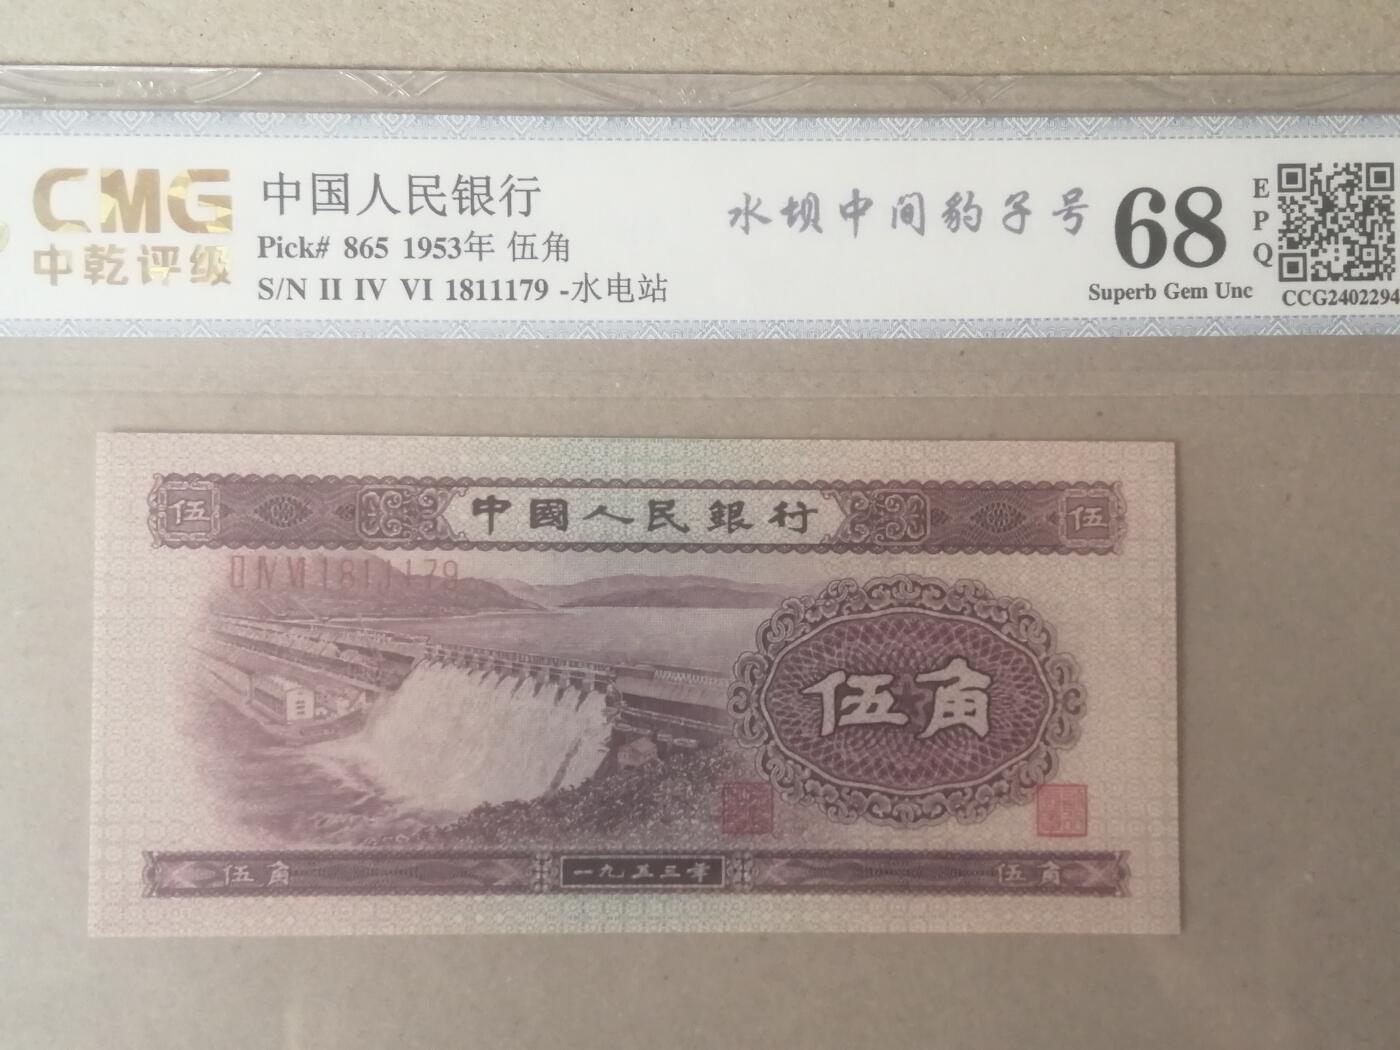 CMG
中乾评级
中国人民银行
Pick# 865 1953年 伍角
S/N II IV VI 1811179 -水电站
水坝中间豹子号
68
EPQ
Superb Gem Unc
CCG2402294
伍
中國人民銀行
伍
II IV VI 1811179
伍角
伍角
一九五三年
伍角